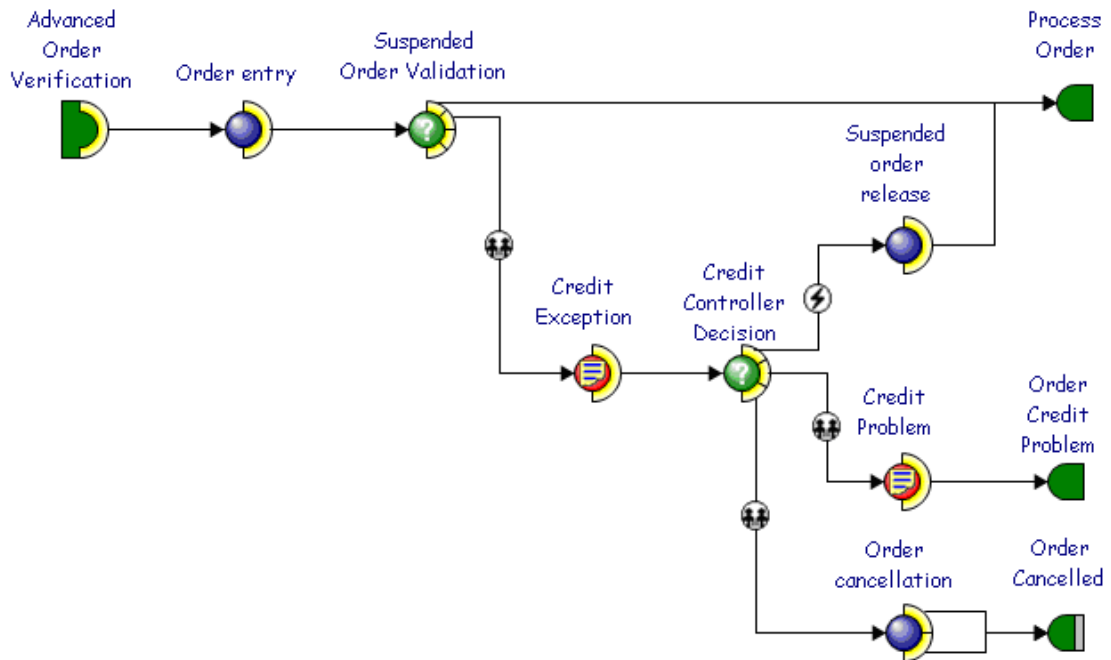 Advanced
Order
Verification
Order entry
Suspended
Order Validation
Process
Order
Suspended
order
release
Credit
Exception
Credit
Controller
Decision
Credit
Problem
Order
Credit
Problem
Order
cancellation
Order
Cancelled